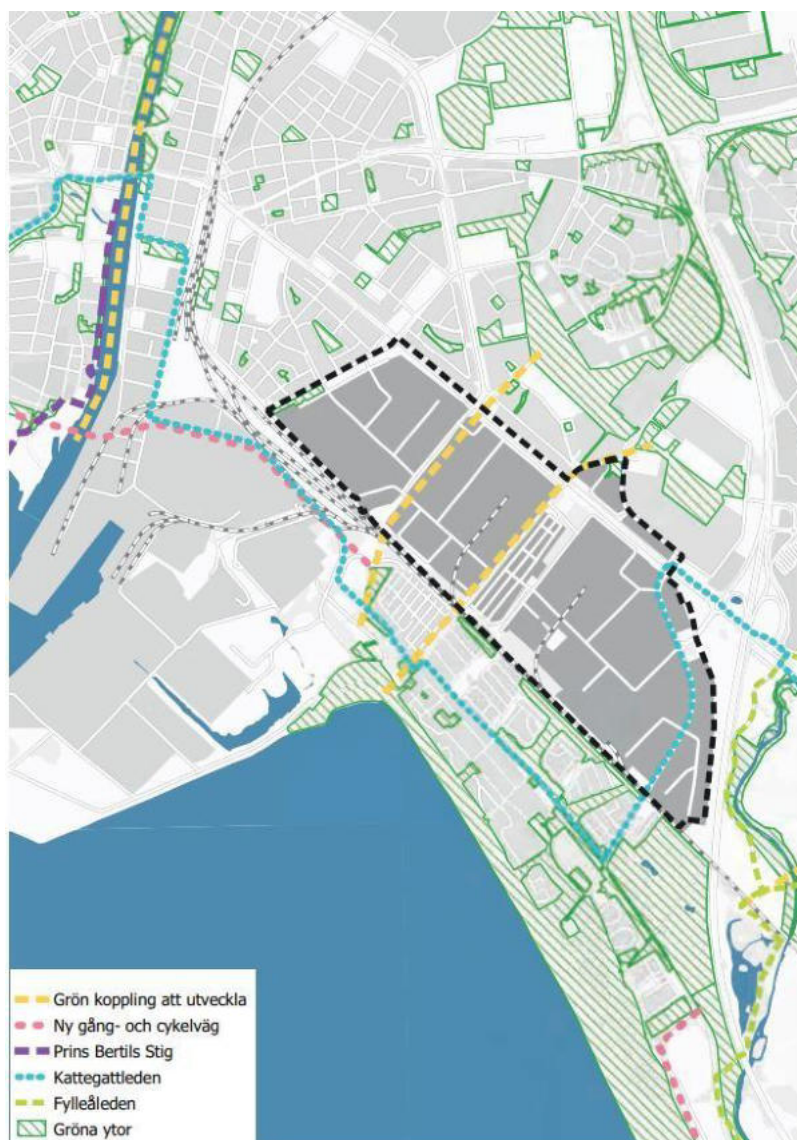 Grön koppling att utveckla
Ny gång- och cykelväg
Prins Bertils Stig
Kattegattleden
Fylleåleden
Gröna ytor